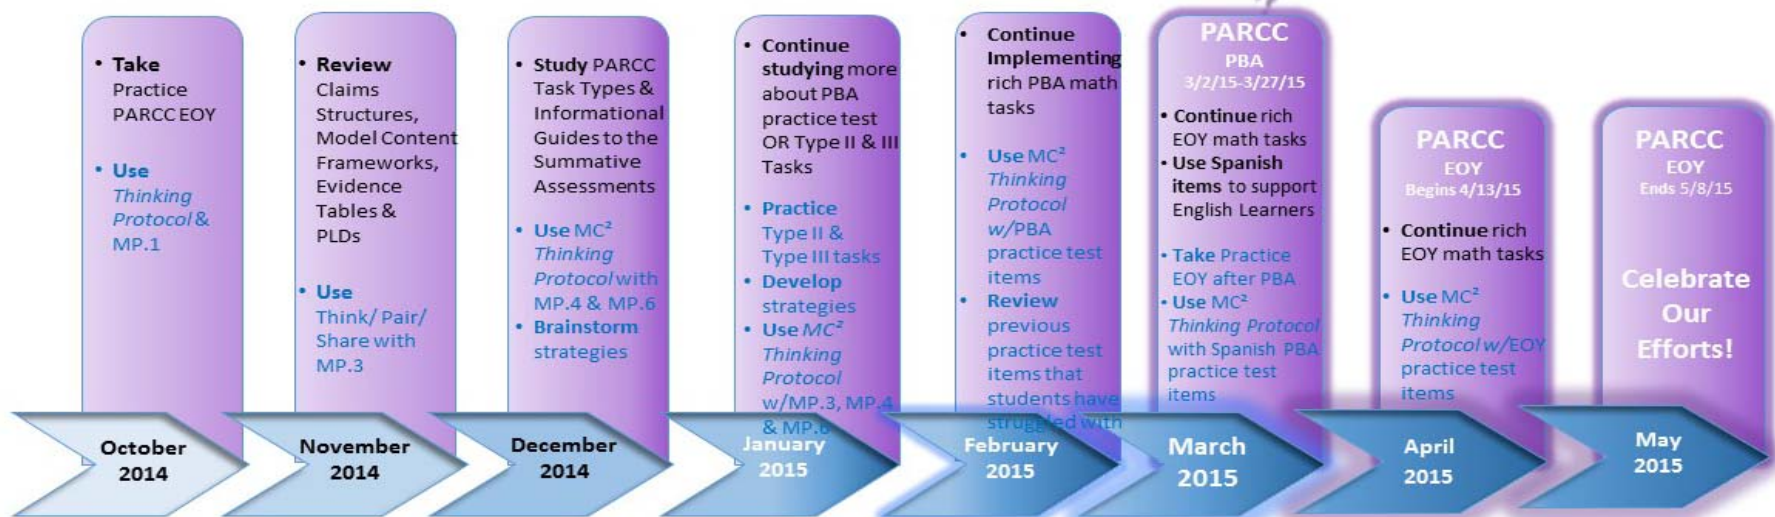 • Take
Practice
PARCC EOY
• Use
Thinking
Protocol &
MP.1
October
2014
• Review
Claims
Structures,
Model Content
Frameworks,
Evidence
Tables &
PLDs
• Use
Think/ Pair/
Share with
MP.3
November
2014
• Study PARCC
Task Types &
Informational
Guides to the
Summative
Assessments
• Use MC²
Thinking
Protocol with
MP.4 & MP.6
• Brainstorm
strategies
December
2014
• Continue
studying more
about PBA
practice test
OR Type II & III
Tasks
• Practice
Type II &
Type III tasks
• Develop
strategies
• Use MC²
Thinking
Protocol
w/MP.3, MP.4
& MP.6
January
2015
• Continue
Implementing
rich PBA math
tasks
• Use MC²
Thinking
Protocol
w/PBA
practice test
items
• Review
previous
practice test
items that
students have
struggled with
February
2015
PARCC
PBA
3/2/15-3/27/15
• Continue rich
EOY math tasks
• Use Spanish
items to support
English Learners
• Take Practice
EOY after PBA
• Use MC²
Thinking Protocol
with Spanish PBA
practice test
items
March
2015
PARCC
EOY
Begins 4/13/15
• Continue rich
EOY math tasks
• Use MC²
Thinking
Protocol w/EOY
practice test
items
April
2015
PARCC
EOY
Ends 5/8/15
Celebrate
Our
Efforts!
May
2015